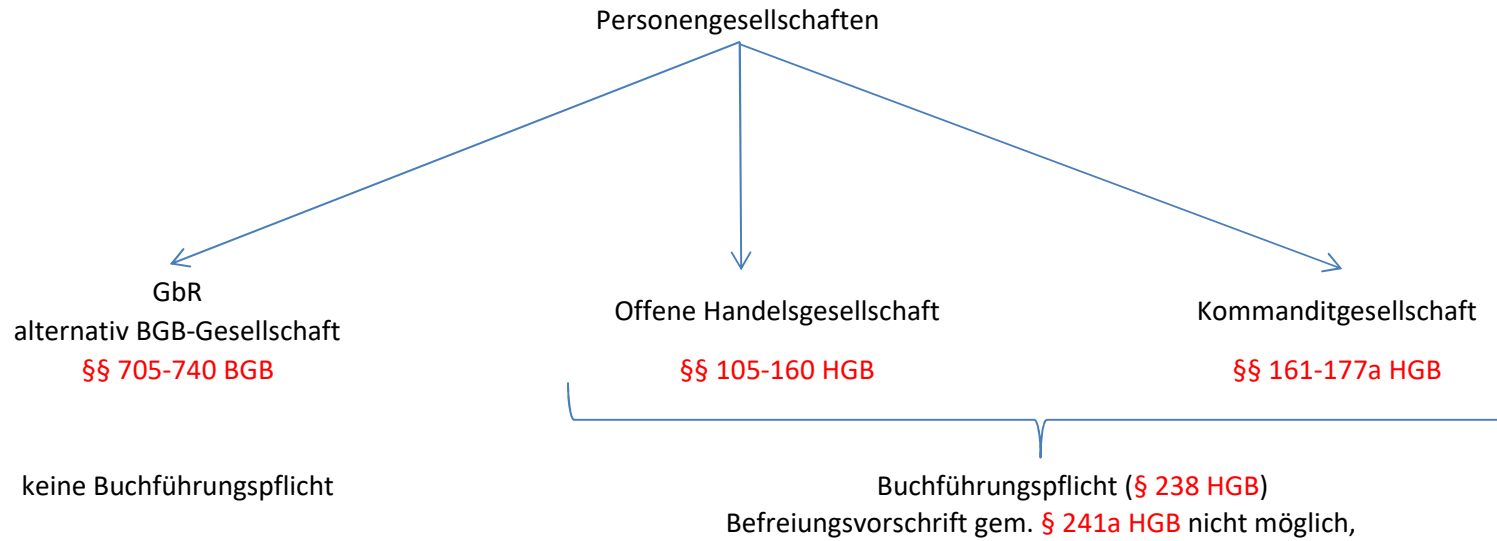 Personengesellschaften
GbR
alternativ BGB-Gesellschaft
§§ 705-740 BGB
Offene Handelsgesellschaft
§§ 105-160 HGB
Kommanditgesellschaft
§§ 161-177a HGB
keine Buchführungspflicht
Buchführungspflicht (§ 238 HGB)
Befreiungsvorschrift gem. § 241a HGB nicht möglich,